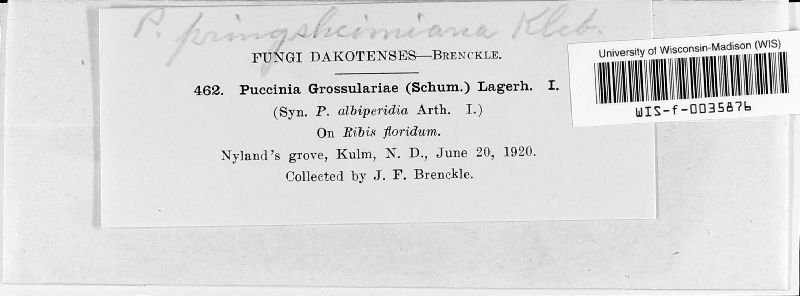 P. pringsheimiana Kleb.
FUNGI DAKOTENSES—BRENCKLE.
462. Puccinia Grossulariae (Schum.) Lagerh. I.
(Syn. P. albiperidia Arth. I.)
On Ribis floridum.
Nyland's grove, Kulm, N. D., June 20, 1920.
Collected by J. F. Brenckle.
University of Wisconsin-Madison (WIS)
WIS-f-0035876